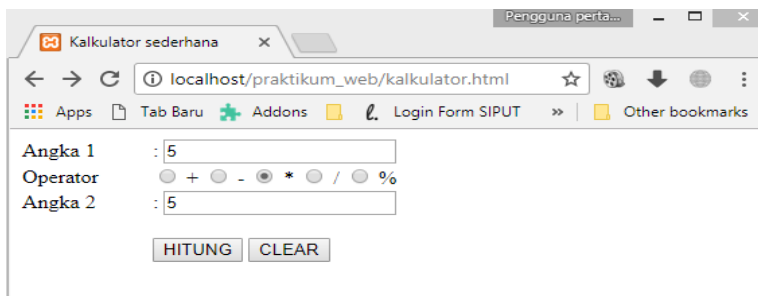 Pengguna perta...
Kalkulator sederhana
localhost/praktikum_web/kalkulator.html
Apps Tab Baru Addons Login Form SIPUT » Other bookmarks
Angka 1 : 5
Operator + - * / %
Angka 2 : 5
HITUNG CLEAR